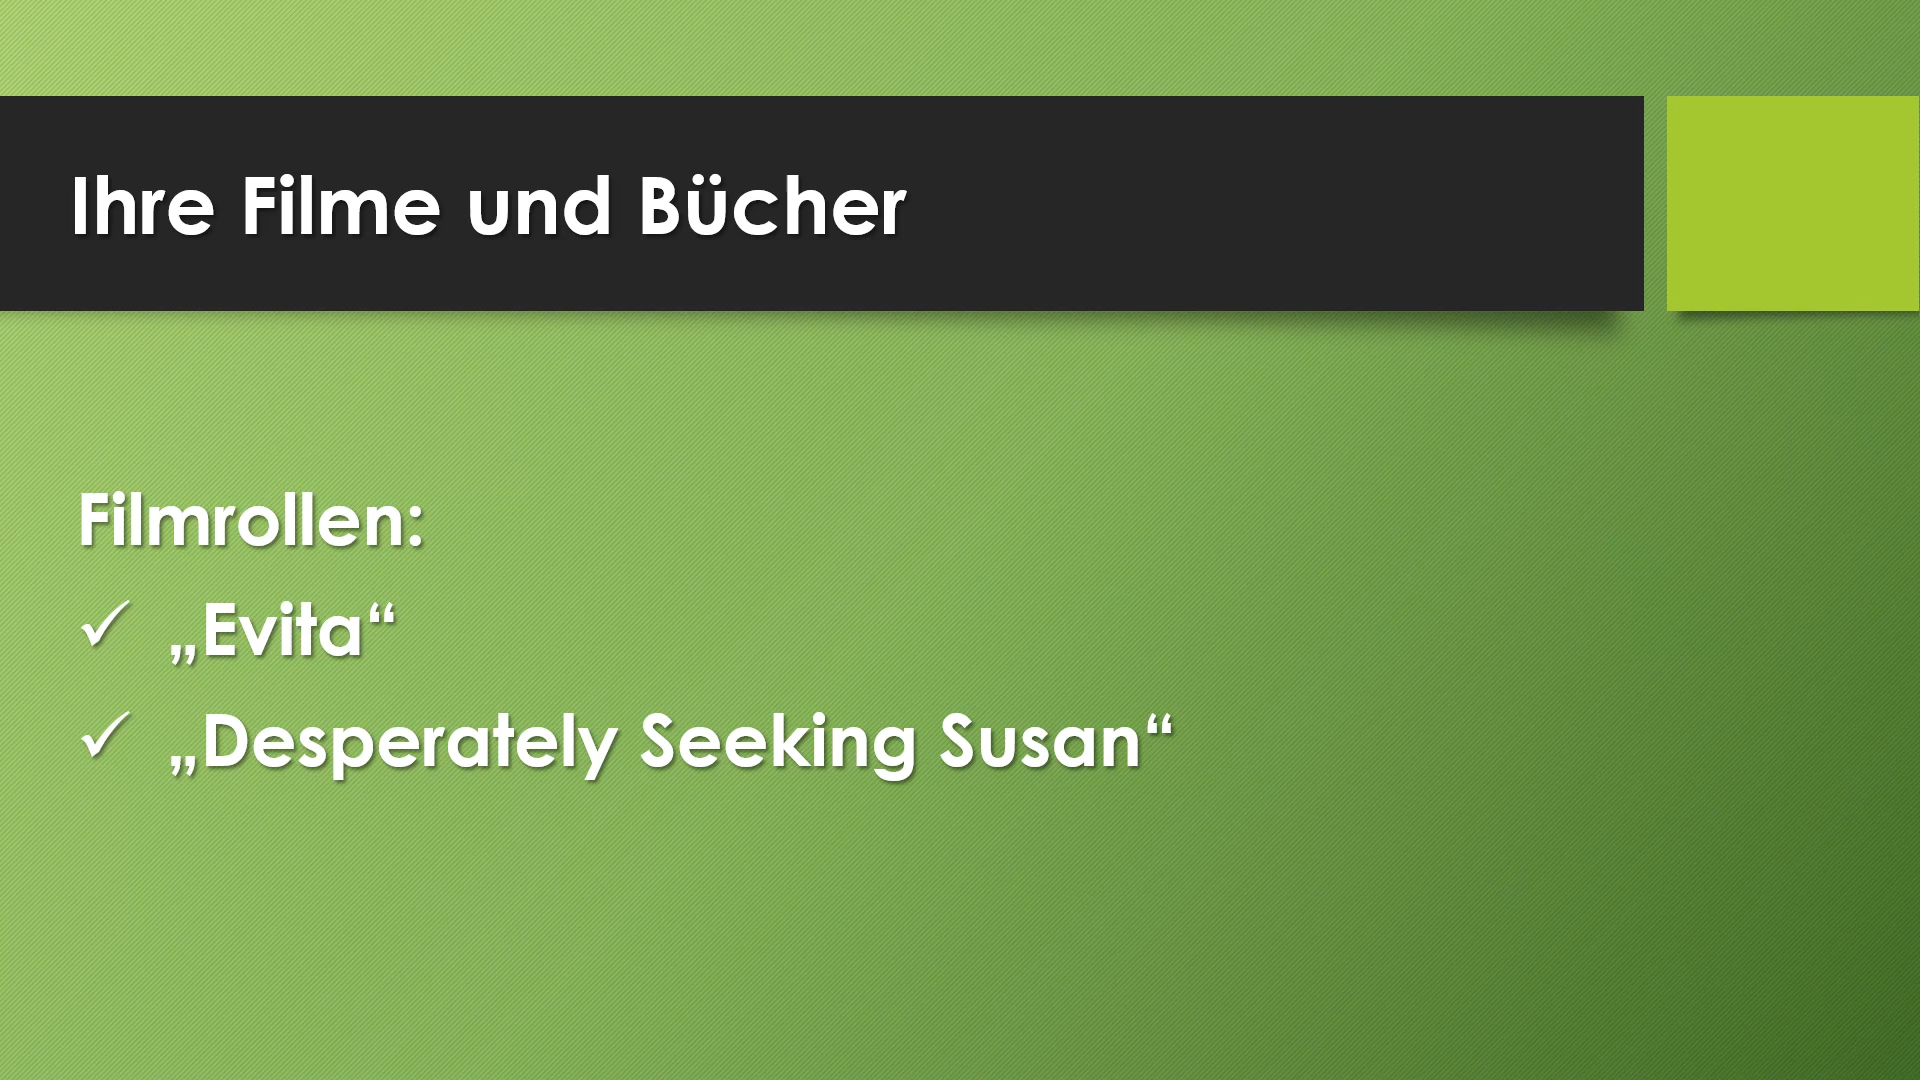 Ihre Filme und Bücher
Filmrollen:
✓ „Evita“
✓ „Desperately Seeking Susan“